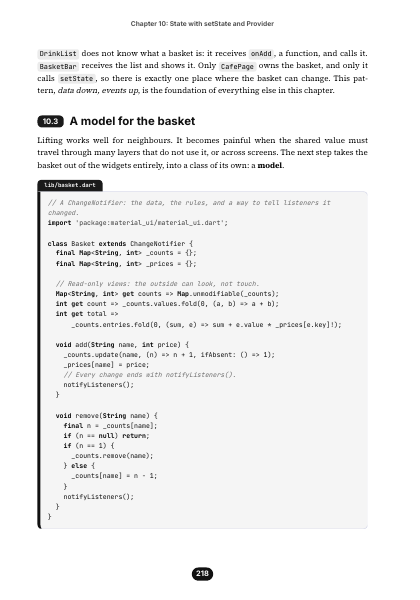 Chapter 10: State with setState and Provider
DrinkList does not know what a basket is: it receives onAdd, a function, and calls it.
BasketBar receives the list and shows it. Only CafePage owns the basket, and only it
calls setState, so there is exactly one place where the basket can change. This pat-
tern, data down, events up, is the foundation of everything else in this chapter.
10.3 A model for the basket
Lifting works well for neighbours. It becomes painful when the shared value must
travel through many layers that do not use it, or across screens. The next step takes the
basket out of the widgets entirely, into a class of its own: a model.
lib/basket.dart
// A ChangeNotifier: the data, the rules, and a way to tell listeners it
changed.
import 'package:material_ui/material_ui.dart';
class Basket extends ChangeNotifier {
  final Map<String, int> _counts = {};
  final Map<String, int> _prices = {};
  // Read-only views: the outside can look, not touch.
  Map<String, int> get counts => Map.unmodifiable(_counts);
  int get count => _counts.values.fold(0, (a, b) => a + b);
  int get total =>
      _counts.entries.fold(0, (sum, e) => sum + e.value * _prices[e.key]!);
  void add(String name, int price) {
    _counts.update(name, (n) => n + 1, ifAbsent: () => 1);
    _prices[name] = price;
    // Every change ends with notifyListeners().
    notifyListeners();
  }
  void remove(String name) {
    final n = _counts[name];
    if (n == null) return;
    if (n == 1) {
      _counts.remove(name);
    } else {
      _counts[name] = n - 1;
    }
    notifyListeners();
  }
}
218